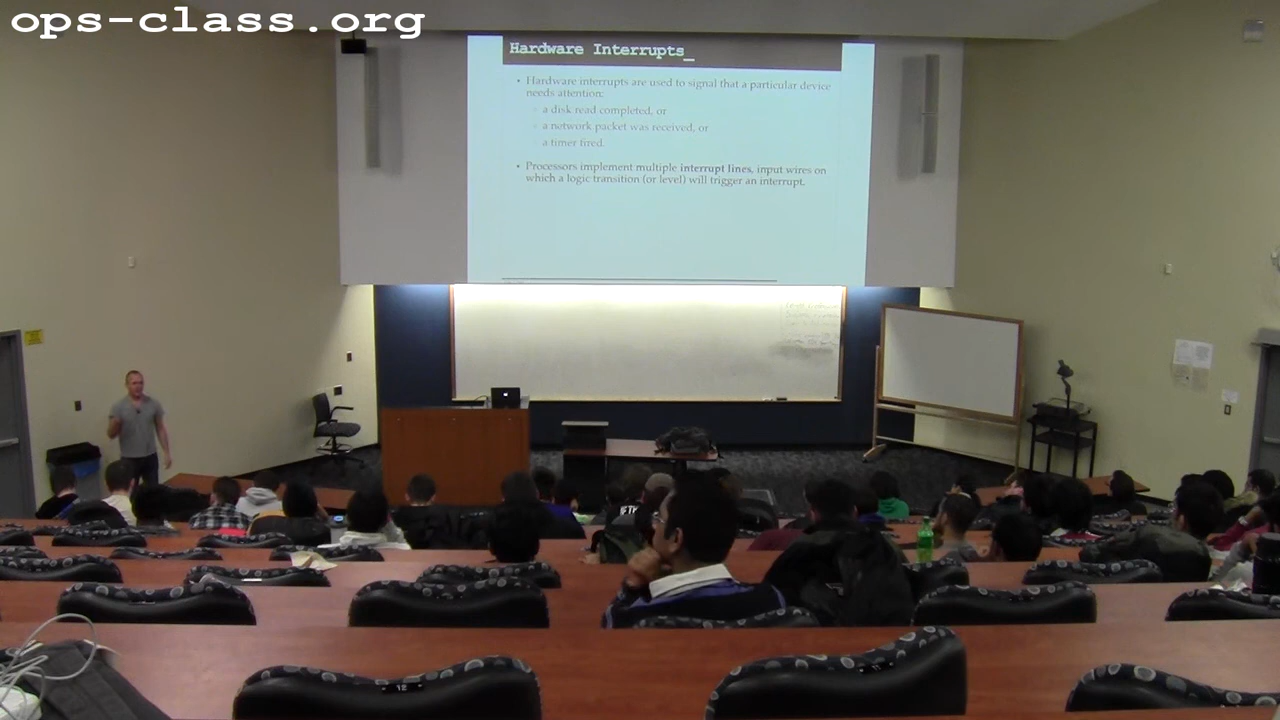 ops-class.org
Hardware Interrupts_
• Hardware interrupts are used to signal that a particular device
needs attention:
a disk read completed, or
a network packet was received, or
a timer fired.
• Processors implement multiple interrupt lines, input wires on
which a logic transition (or level) will trigger an interrupt.
12
11